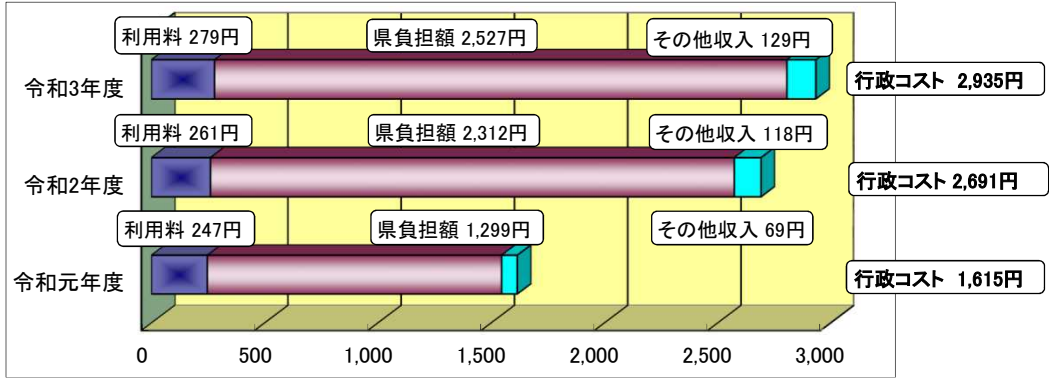 利用料 279円 県負担額 2,527円 その他収入 129円
令和3年度 行政コスト 2,935円
利用料 261円 県負担額 2,312円 その他収入 118円
令和2年度 行政コスト 2,691円
利用料 247円 県負担額 1,299円 その他収入 69円
令和元年度 行政コスト 1,615円
0 500 1,000 1,500 2,000 2,500 3,000